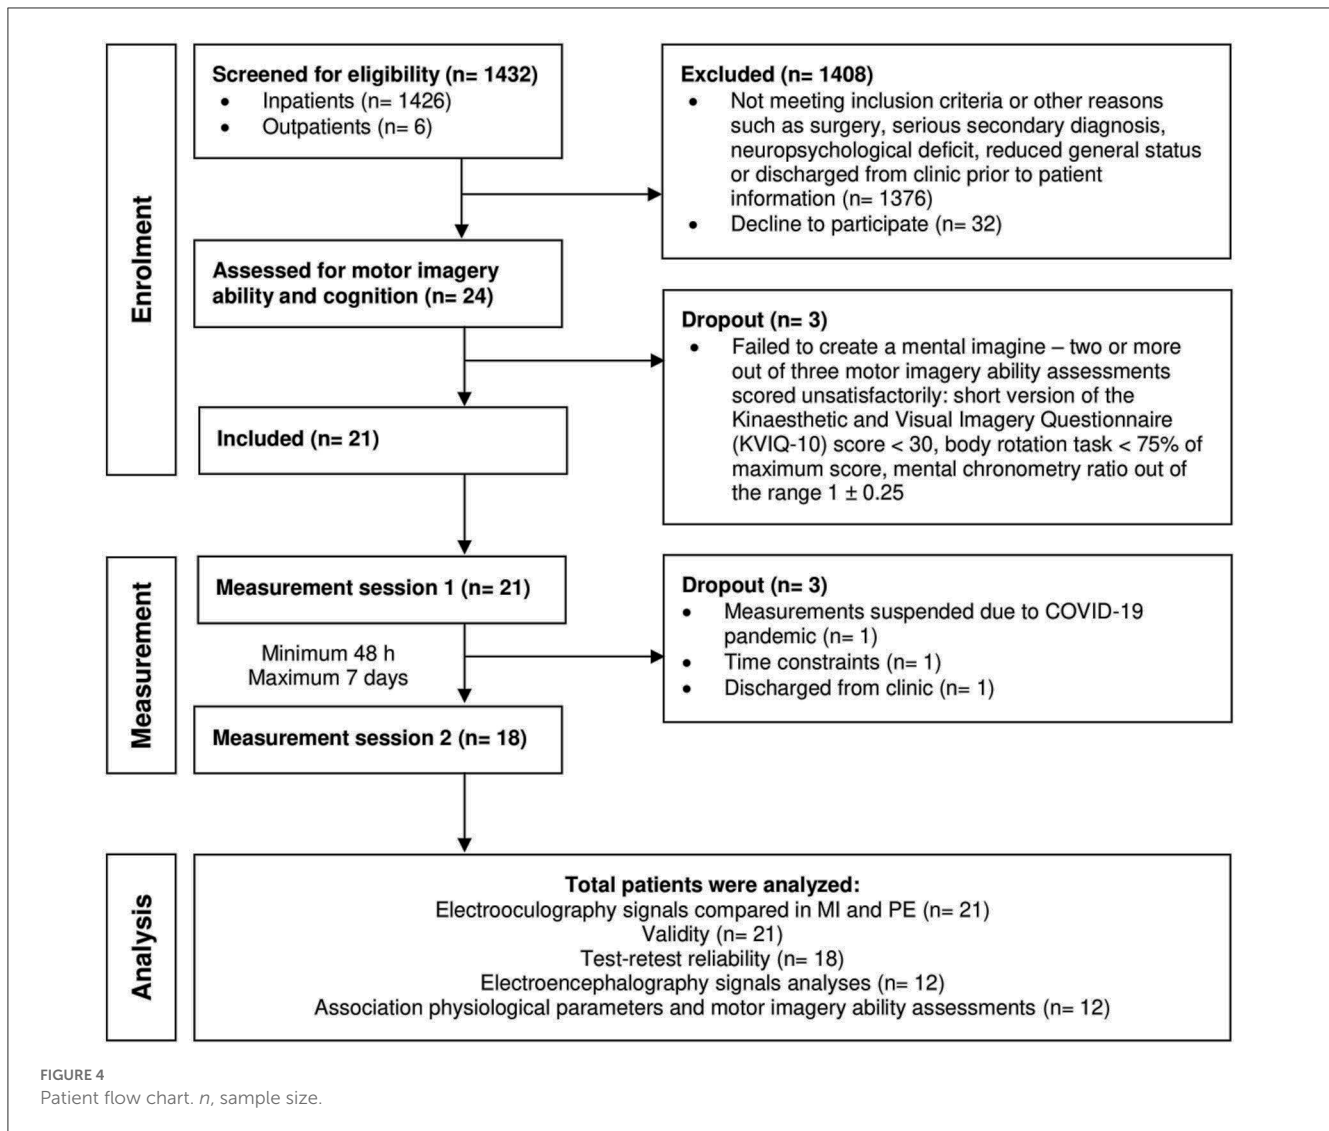 Enrolment
Screened for eligibility (n= 1432)
• Inpatients (n= 1426)
• Outpatients (n= 6)
Excluded (n= 1408)
• Not meeting inclusion criteria or other reasons
such as surgery, serious secondary diagnosis,
neuropsychological deficit, reduced general status
or discharged from clinic prior to patient
information (n= 1376)
• Decline to participate (n= 32)
Assessed for motor imagery
ability and cognition (n= 24)
Dropout (n= 3)
• Failed to create a mental imagine – two or more
out of three motor imagery ability assessments
scored unsatisfactorily: short version of the
Kinaesthetic and Visual Imagery Questionnaire
(KVIQ-10) score < 30, body rotation task < 75% of
maximum score, mental chronometry ratio out of
the range 1 ± 0.25
Included (n= 21)
Measurement
Measurement session 1 (n= 21)
Minimum 48 h
Maximum 7 days
Dropout (n= 3)
• Measurements suspended due to COVID-19
pandemic (n= 1)
• Time constraints (n= 1)
• Discharged from clinic (n= 1)
Measurement session 2 (n= 18)
Analysis
Total patients were analyzed:
Electrooculography signals compared in MI and PE (n= 21)
Validity (n= 21)
Test-retest reliability (n= 18)
Electroencephalography signals analyses (n= 12)
Association physiological parameters and motor imagery ability assessments (n= 12)
FIGURE 4
Patient flow chart. n, sample size.